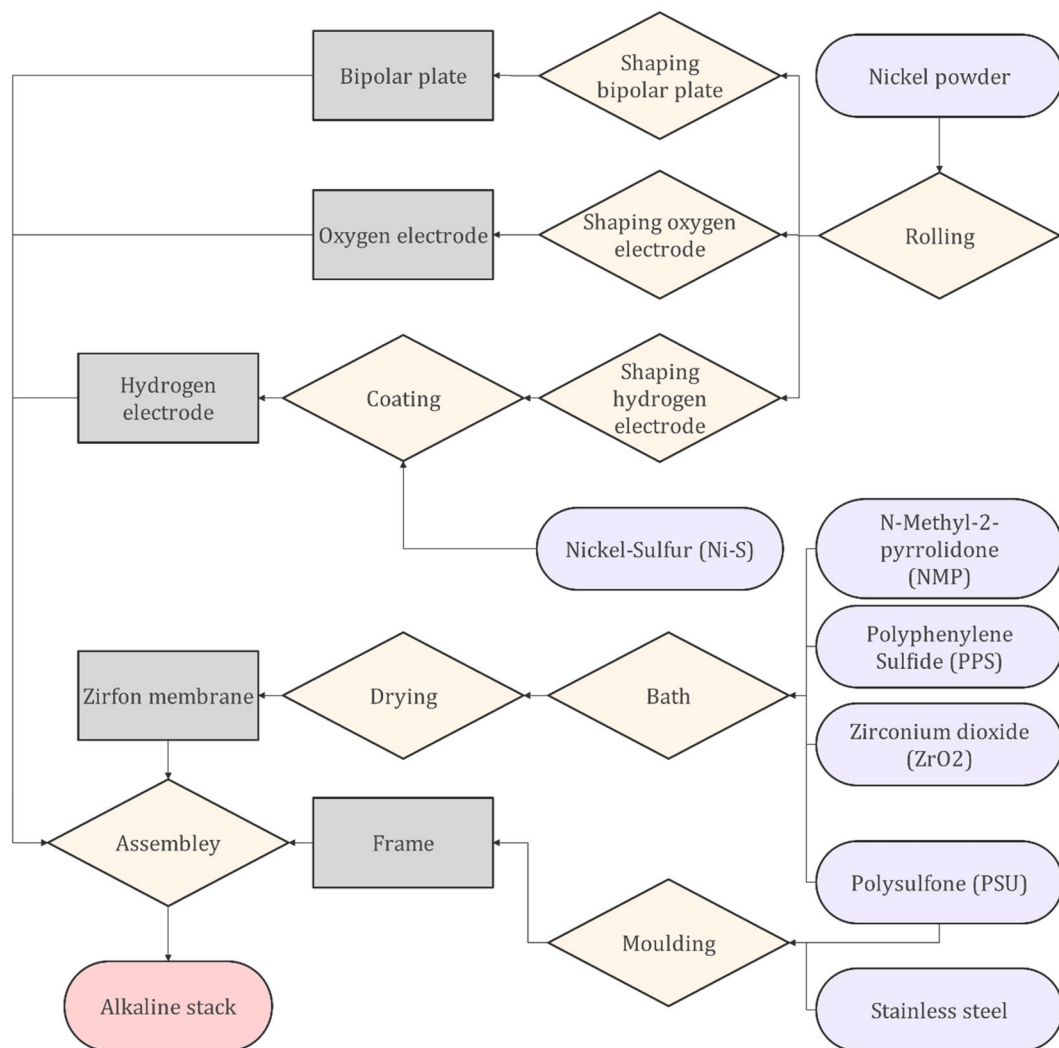 Bipolar plate
Shaping
bipolar plate
Nickel powder
Oxygen electrode
Shaping oxygen
electrode
Rolling
Hydrogen
electrode
Coating
Shaping
hydrogen
electrode
Nickel-Sulfur (Ni-S)
N-Methyl-2-
pyrrolidone
(NMP)
Polyphenylene
Sulfide (PPS)
Zirfon membrane
Drying
Bath
Zirconium dioxide
(ZrO2)
Assembley
Frame
Polysulfone (PSU)
Moulding
Alkaline stack
Stainless steel